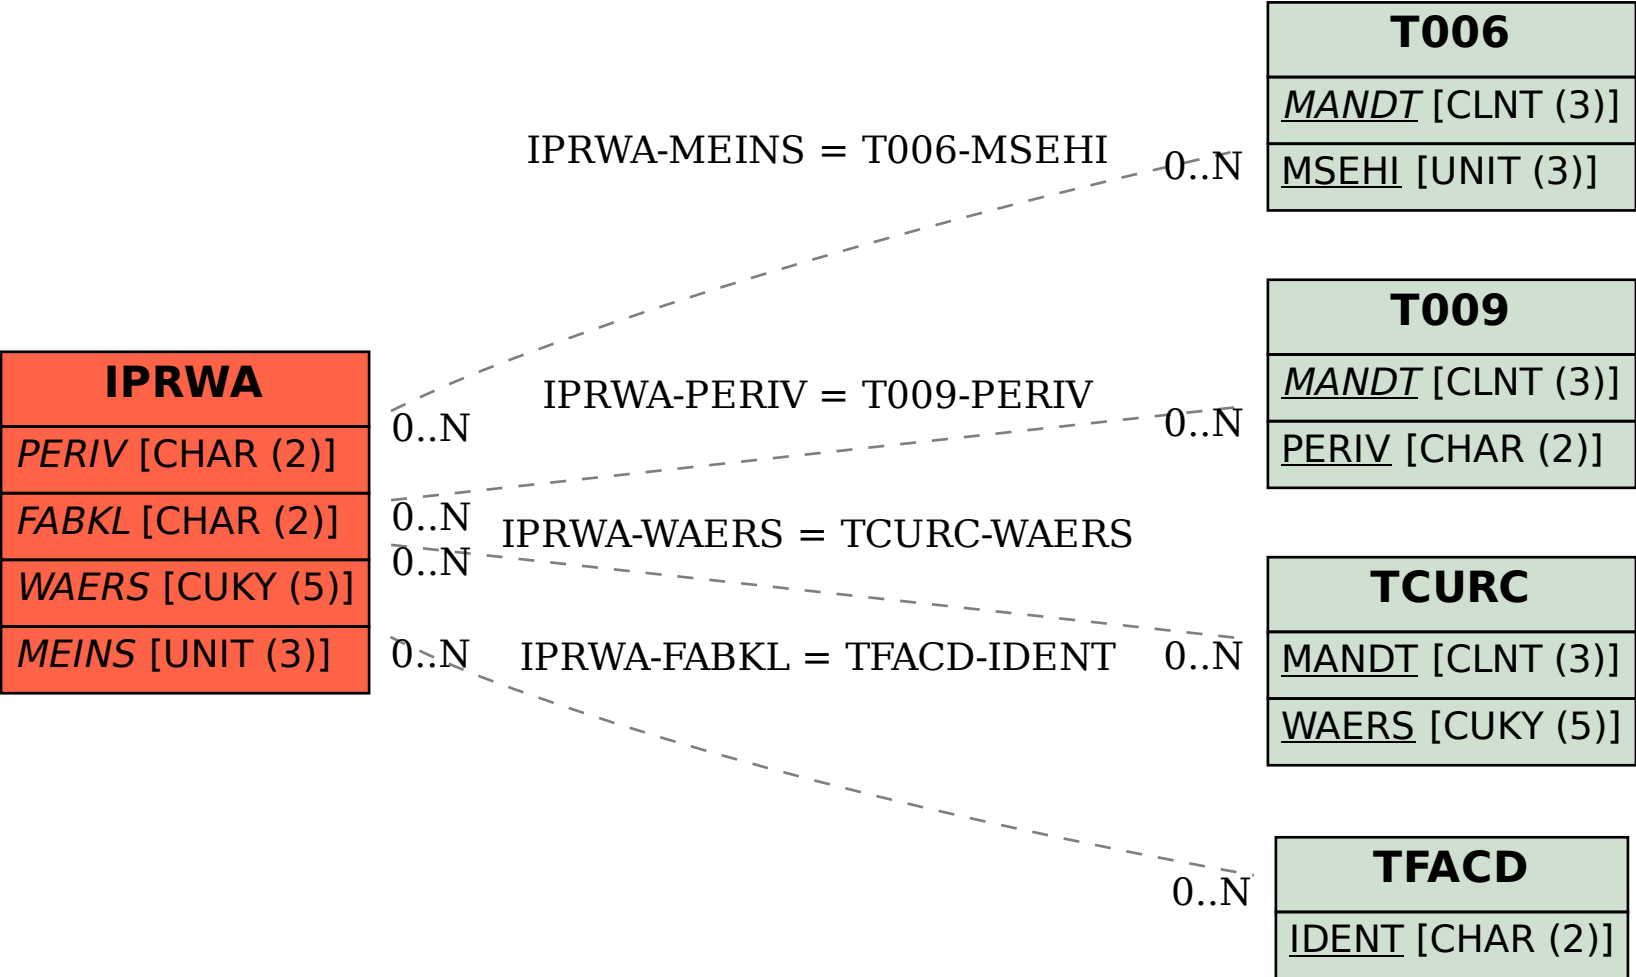 T006
MANDT [CLNT (3)]
MSEHI [UNIT (3)]
IPRWA-MEINS = T006-MSEHI
0..N
0..N
T009
MANDT [CLNT (3)]
PERIV [CHAR (2)]
IPRWA-PERIV = T009-PERIV
0..N
0..N
IPRWA
PERIV [CHAR (2)]
FABKL [CHAR (2)]
WAERS [CUKY (5)]
MEINS [UNIT (3)]
IPRWA-WAERS = TCURC-WAERS
0..N
0..N
TCURC
MANDT [CLNT (3)]
WAERS [CUKY (5)]
IPRWA-FABKL = TFACD-IDENT
0..N
0..N
TFACD
IDENT [CHAR (2)]